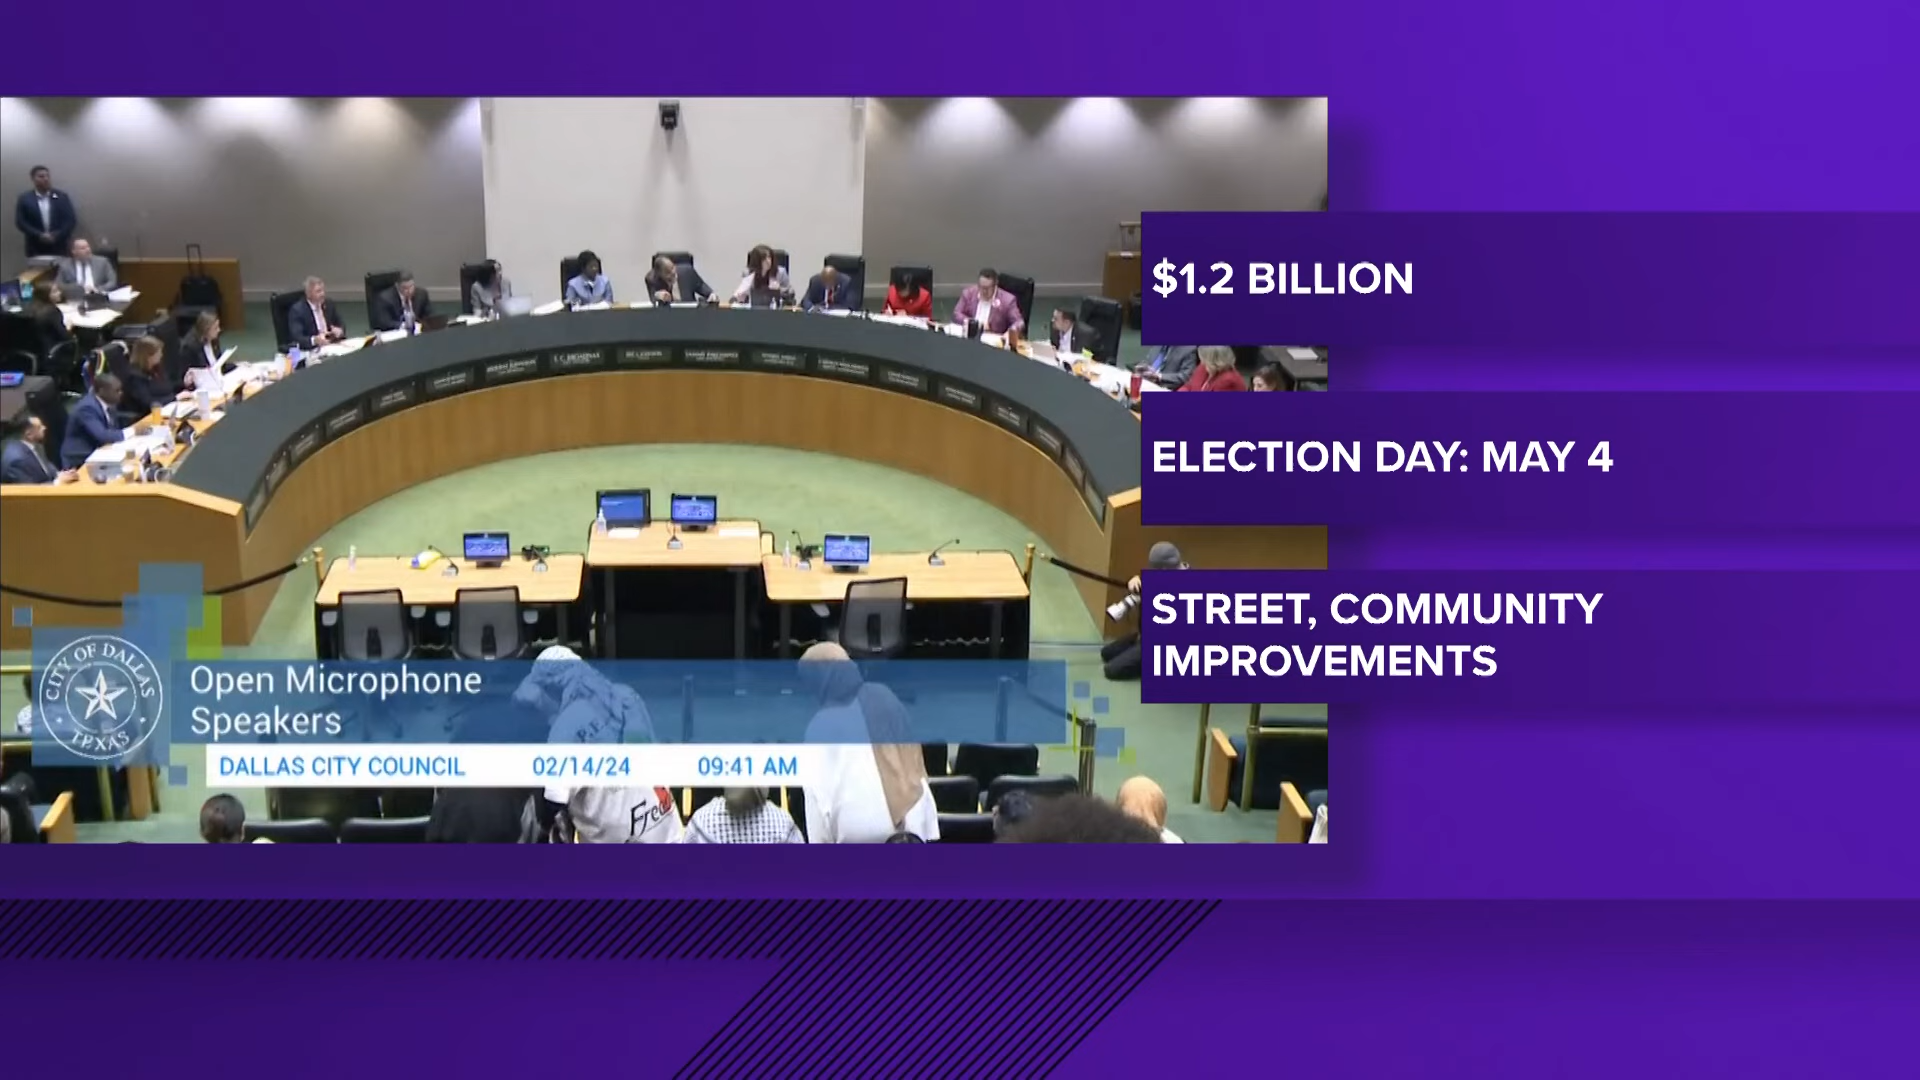 $1.2 BILLION
ELECTION DAY: MAY 4
STREET, COMMUNITY
IMPROVEMENTS
CITY OF DALLAS
TEXAS
Open Microphone
Speakers
DALLAS CITY COUNCIL 02/14/24 09:41 AM